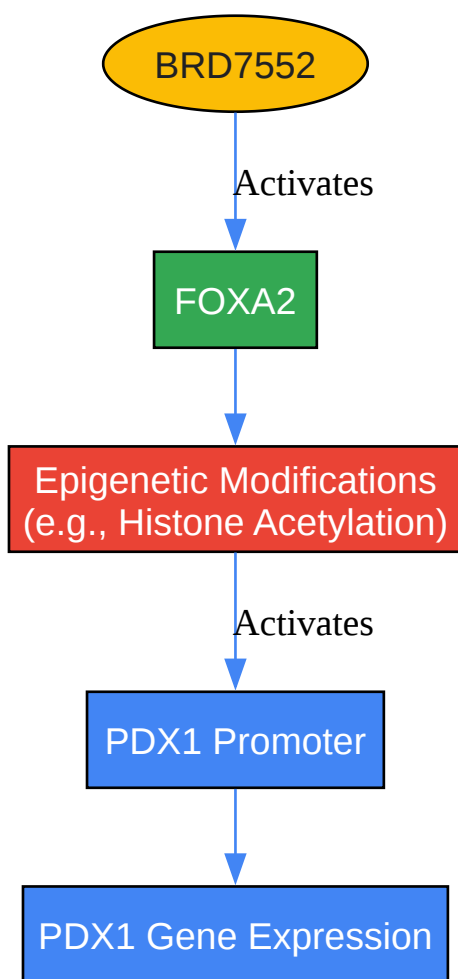 BRD7552
Activates
FOXA2
Epigenetic Modifications
(e.g., Histone Acetylation)
Activates
PDX1 Promoter
PDX1 Gene Expression